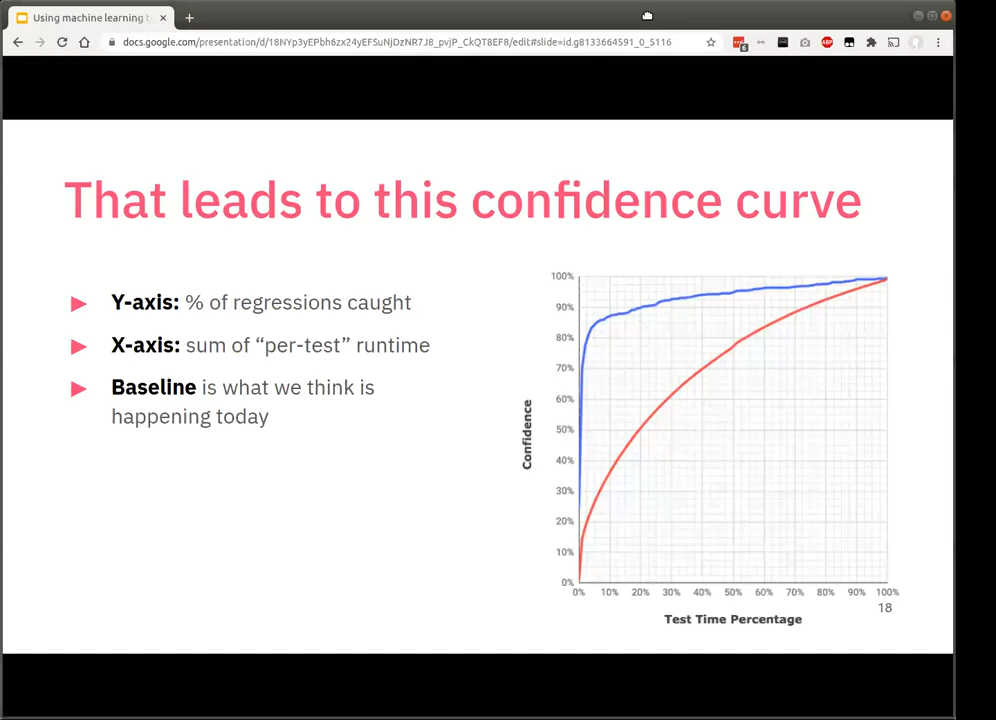 Using machine learning t
docs.google.com/presentation/d/18NYp3yEPbh6zx24yEFSuNjDzNR7J8_pvjP_CkQT8EF8/edit#slide=id.g8133664591_0_5116
6
ABP
That leads to this confidence curve
Y-axis: % of regressions caught
X-axis: sum of “per-test” runtime
Baseline is what we think is
happening today
100%
90%
80%
70%
60%
50%
40%
30%
20%
10%
0%
Confidence
0% 10% 20% 30% 40% 50% 60% 70% 80% 90% 100%
Test Time Percentage
18